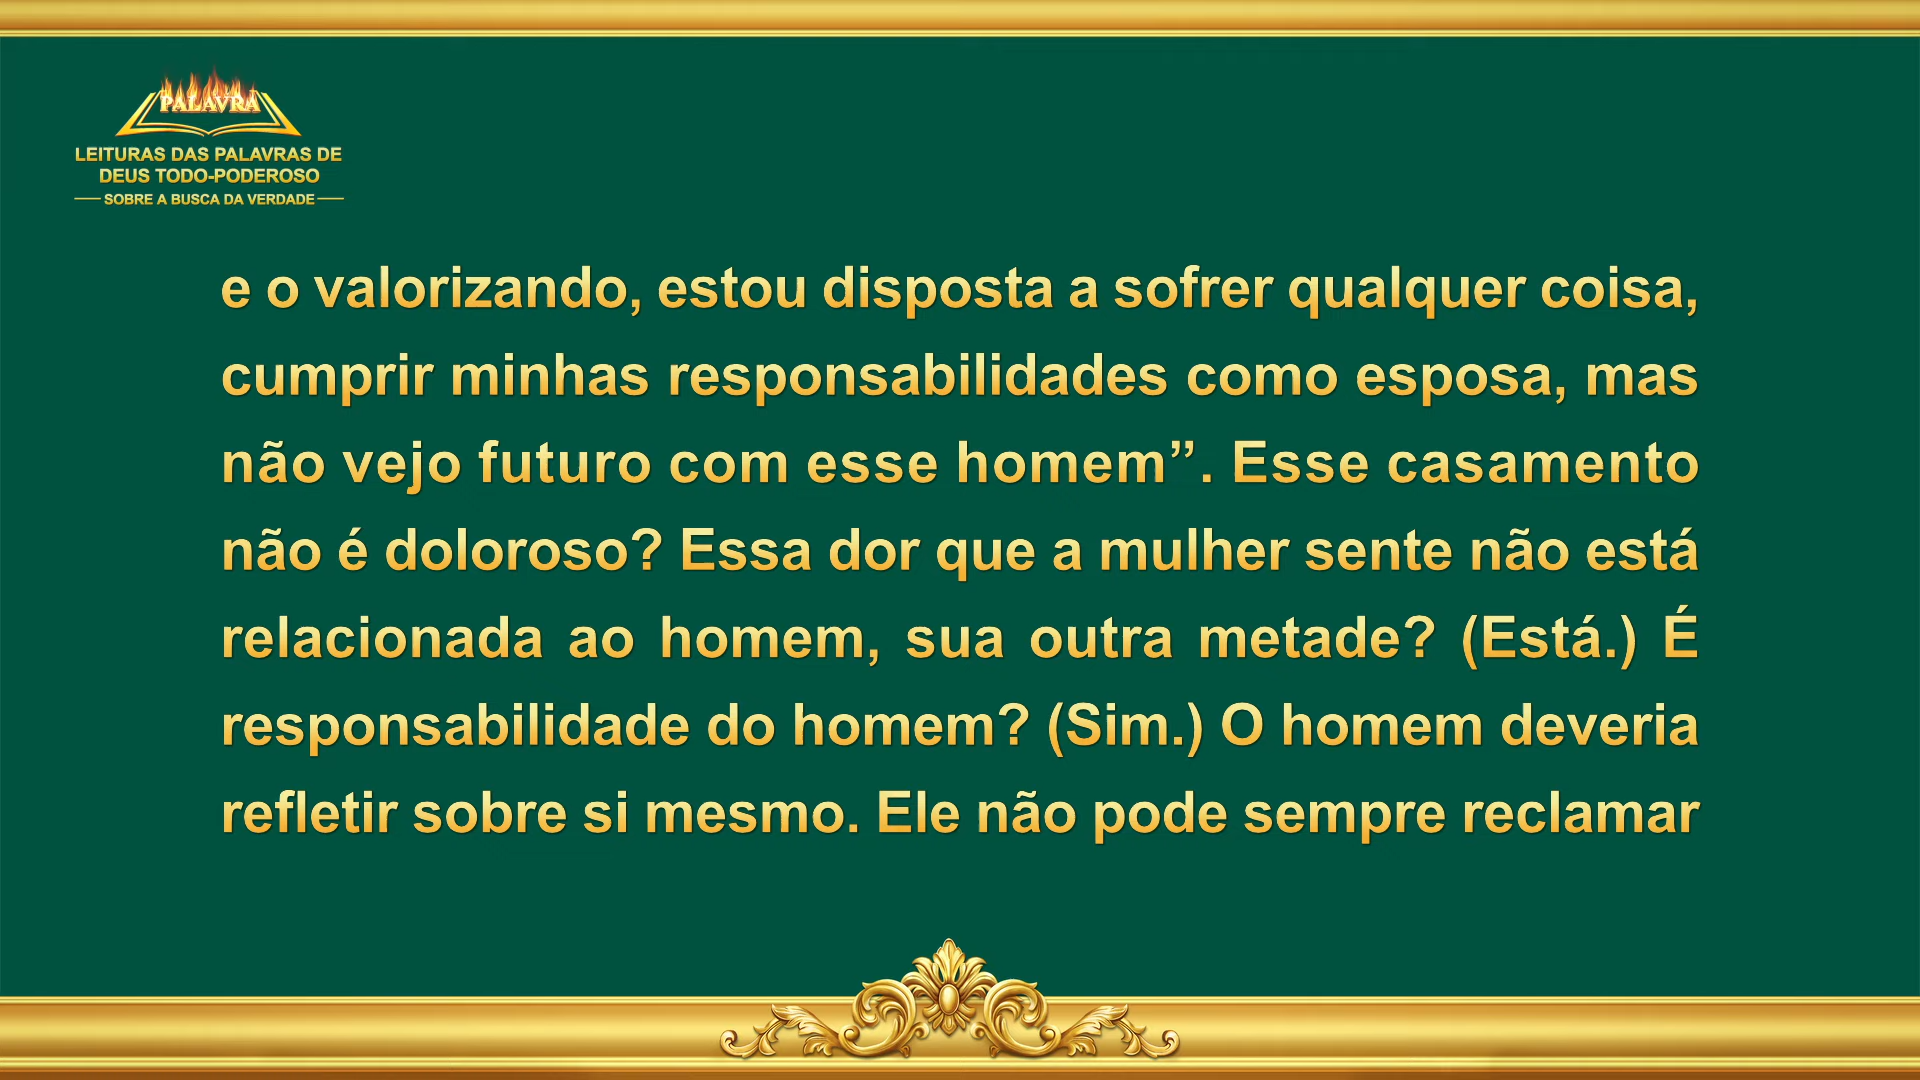 PALAVRA
LEITURAS DAS PALAVRAS DE
DEUS TODO-PODEROSO
SOBRE A BUSCA DA VERDADE
e o valorizando, estou disposta a sofrer qualquer coisa,
cumprir minhas responsabilidades como esposa, mas
não vejo futuro com esse homem”. Esse casamento
não é doloroso? Essa dor que a mulher sente não está
relacionada ao homem, sua outra metade? (Está.) É
responsabilidade do homem? (Sim.) O homem deveria
refletir sobre si mesmo. Ele não pode sempre reclamar